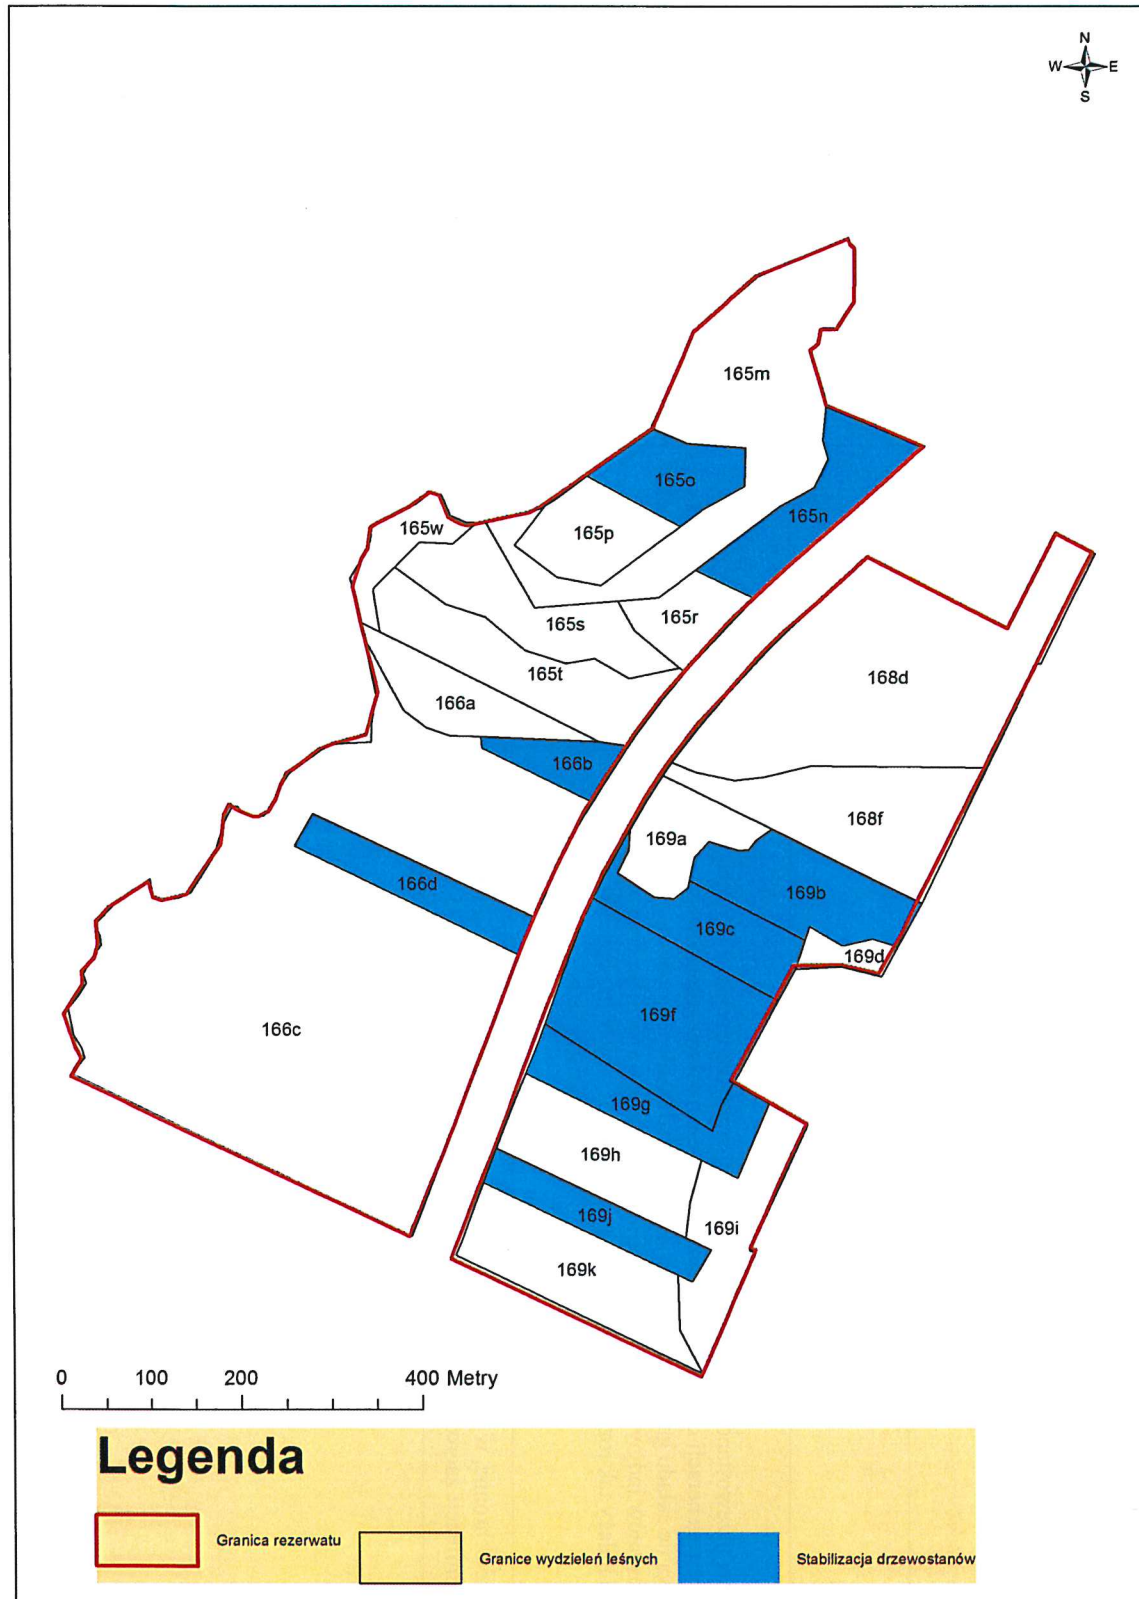 N
W E
S
165m
165o
165n
165p
165w
165r
165s
165t
168d
166a
166b
168f
169a
166d
169b
169c
169d
169f
166c
169g
169h
169j
169i
169k
0 100 200 400 Metry
Legenda
Granica rezerwatu
Granice wydzieleń leśnych
Stabilizacja drzewostanów